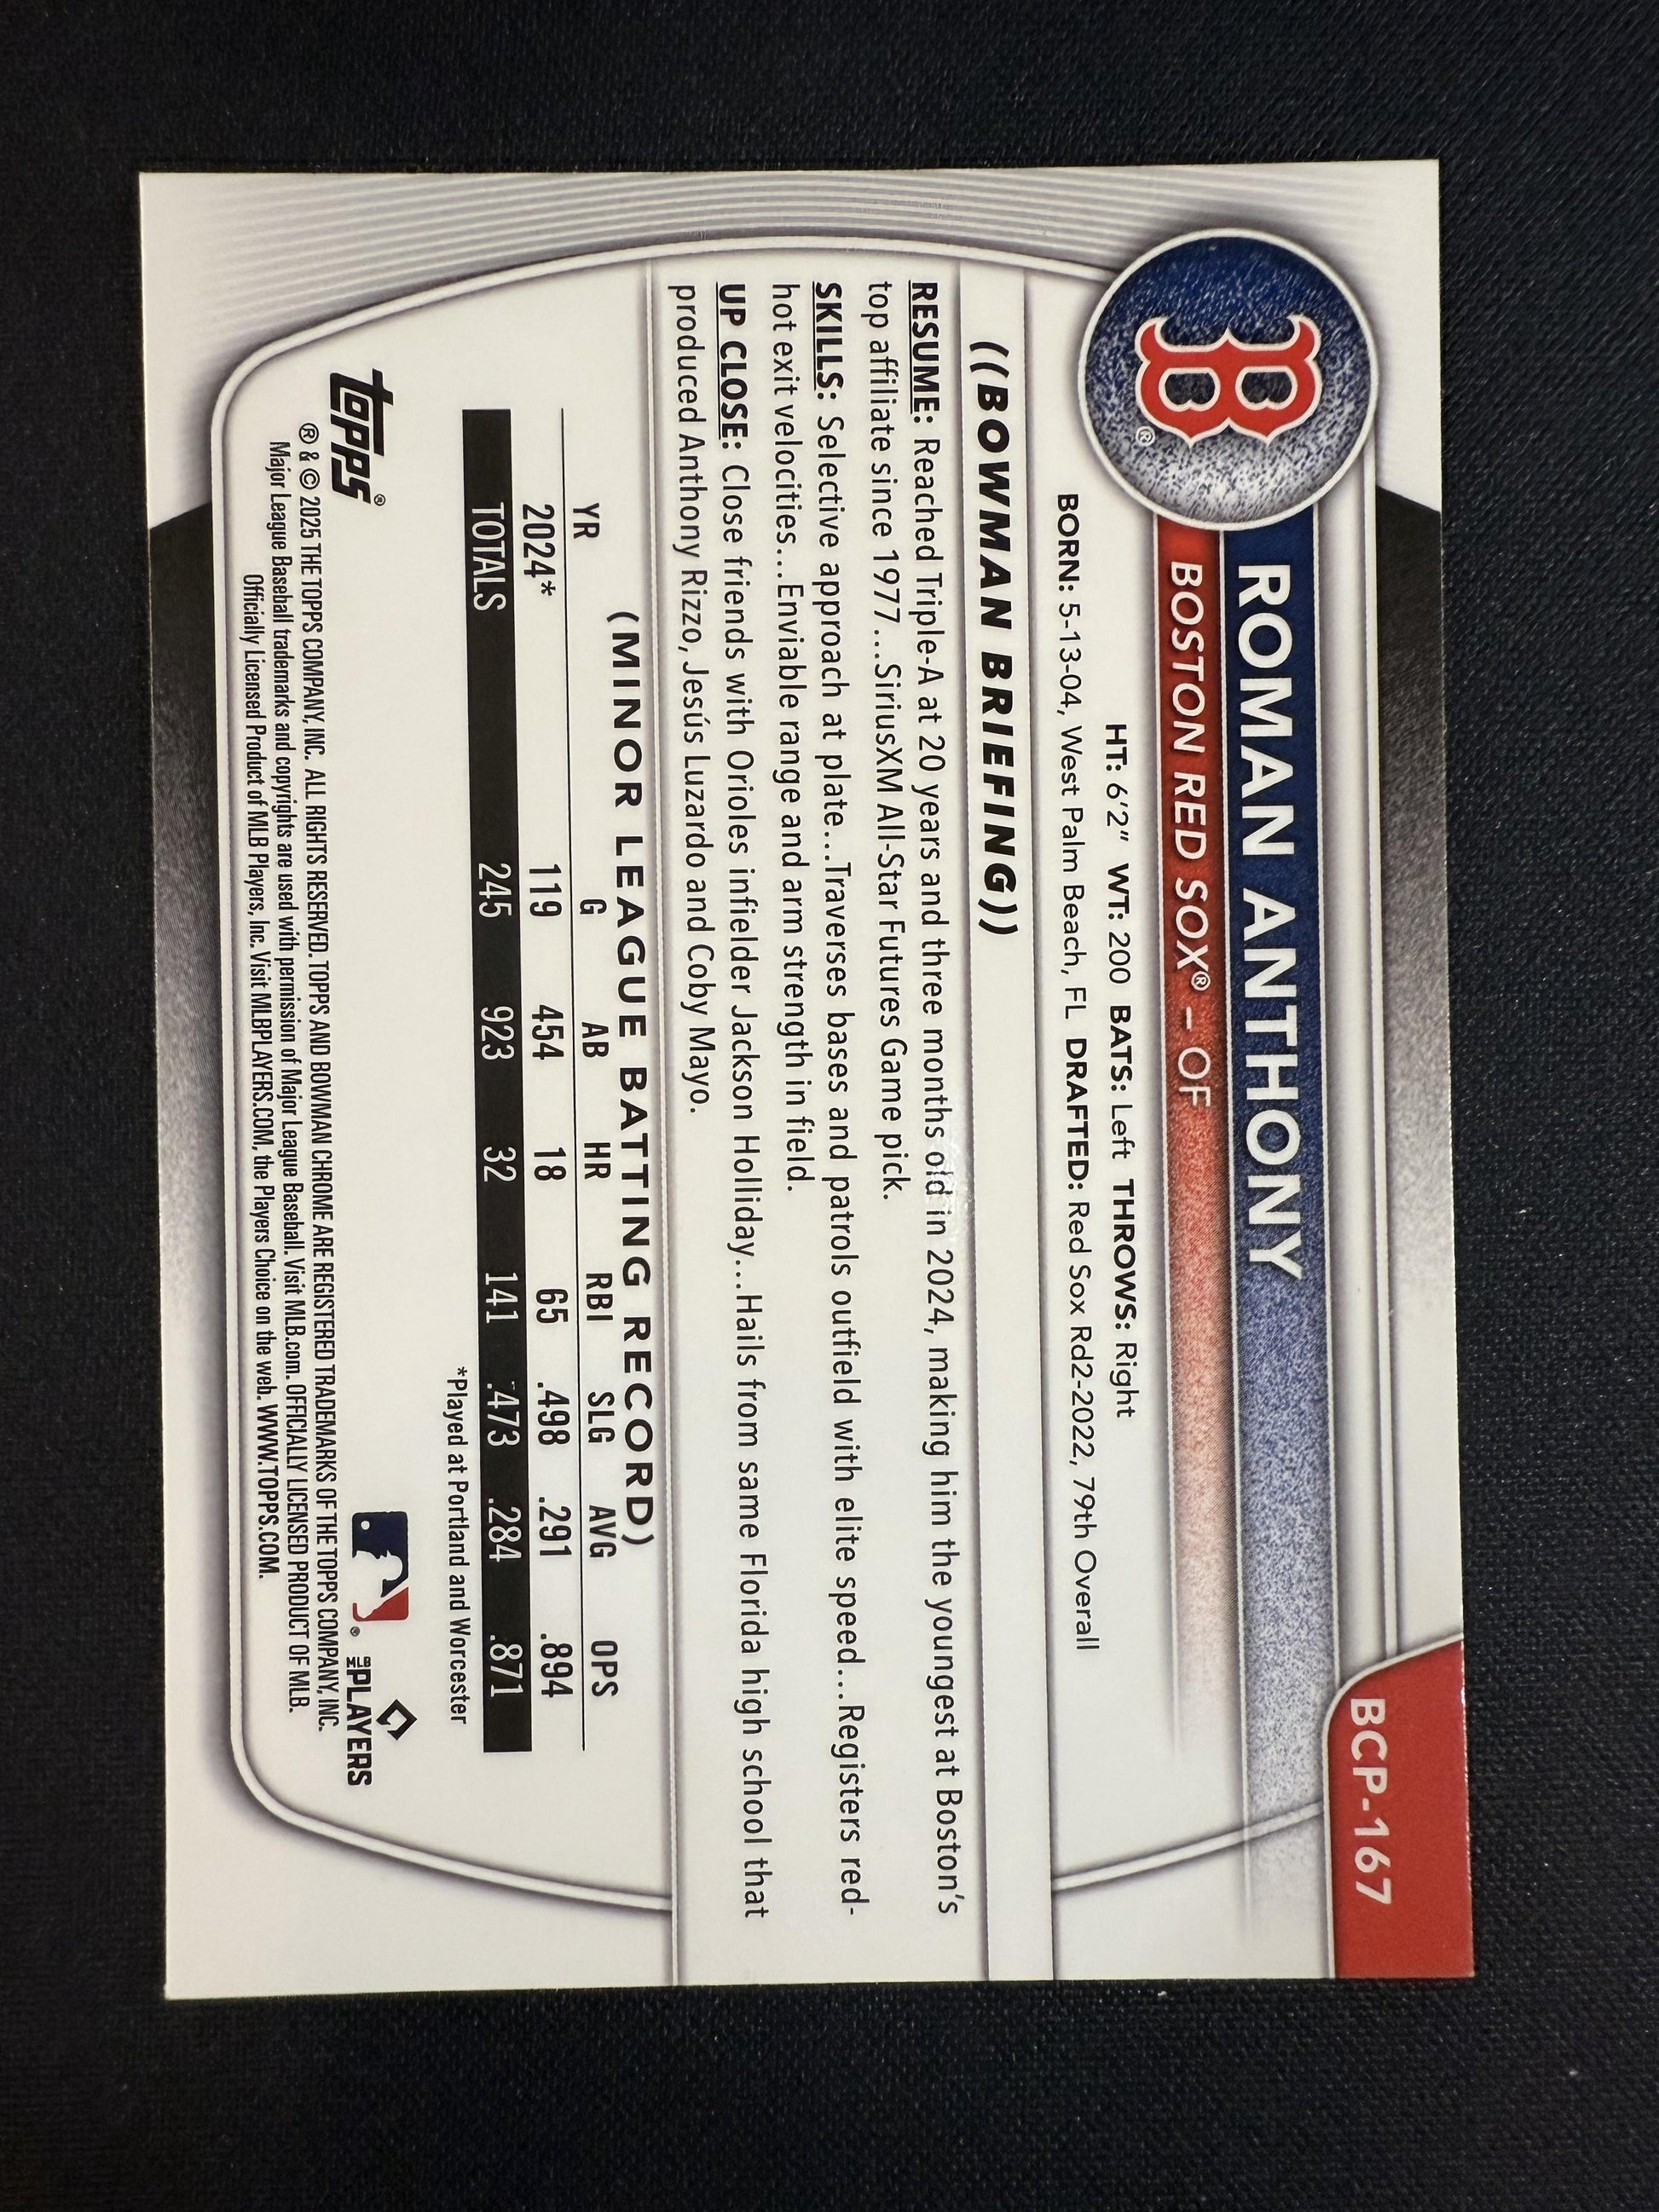 BCP-167
B®
ROMAN ANTHONY
BOSTON RED SOX® – OF
HT: 6'2" WT: 200 BATS: Left THROWS: Right
BORN: 5-13-04, West Palm Beach, FL DRAFTED: Red Sox Rd2-2022, 79th Overall
((BOWMAN BRIEFING))
RESUME: Reached Triple-A at 20 years and three months old in 2024, making him the youngest at Boston's
top affiliate since 1977...SiriusXM All-Star Futures Game pick.
SKILLS: Selective approach at plate...Traverses bases and patrols outfield with elite speed...Registers red-
hot exit velocities...Enviable range and arm strength in field.
UP CLOSE: Close friends with Orioles infielder Jackson Holliday...Hails from same Florida high school that
produced Anthony Rizzo, Jesús Luzardo and Coby Mayo.
(MINOR LEAGUE BATTING RECORD)
YR G AB HR RBI SLG AVG OPS
2024* 119 454 18 65 .498 .291 .894
TOTALS 245 923 32 141 .473 .284 .871
*Played at Portland and Worcester
topps®
® PLAYERS
® & © 2025 THE TOPPS COMPANY, INC. ALL RIGHTS RESERVED. TOPPS AND BOWMAN CHROME ARE REGISTERED TRADEMARKS OF THE TOPPS COMPANY, INC.
Major League Baseball trademarks and copyrights are used with permission of Major League Baseball. Visit MLB.com. OFFICIALLY LICENSED PRODUCT OF MLB.
Officially Licensed Product of MLB Players, Inc. Visit MLBPLAYERS.COM, the Players Choice on the web. WWW.TOPPS.COM.